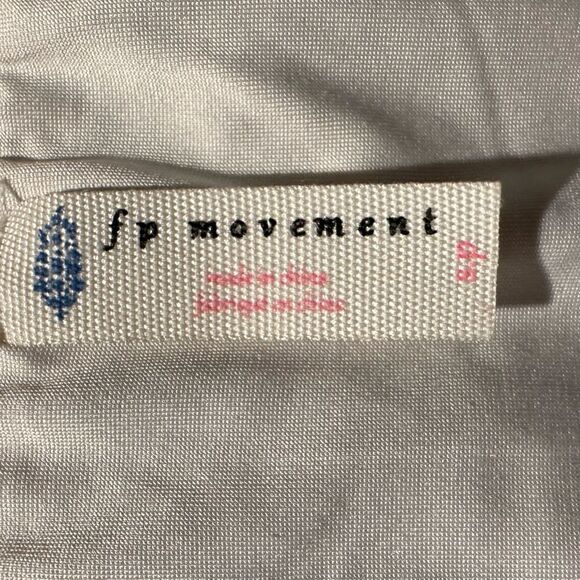 fp movement
made in china
fabriqué en chine